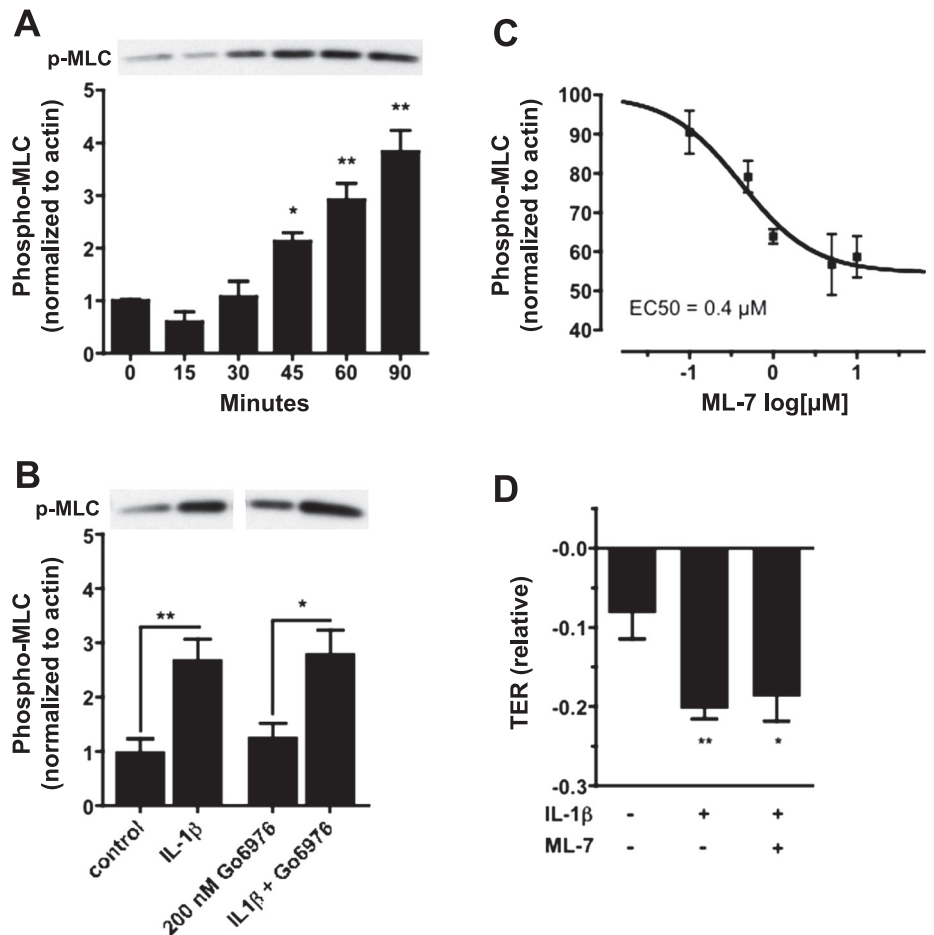 A
p-MLC
Phospho-MLC
(normalized to actin)
5
4
3
2
1
0
*
**
**
0 15 30 45 60 90
Minutes
B
p-MLC
Phospho-MLC
(normalized to actin)
5
4
3
2
1
0
**
*
control
IL-1β
200 nM Go6976
IL1β + Go6976
C
Phospho-MLC
(normalized to actin)
100
90
80
70
60
50
40
EC50 = 0.4 µM
-1 0 1
ML-7 log[µM]
D
TER (relative)
-0.0
-0.1
-0.2
-0.3
** *
IL-1β - + +
ML-7 - - +